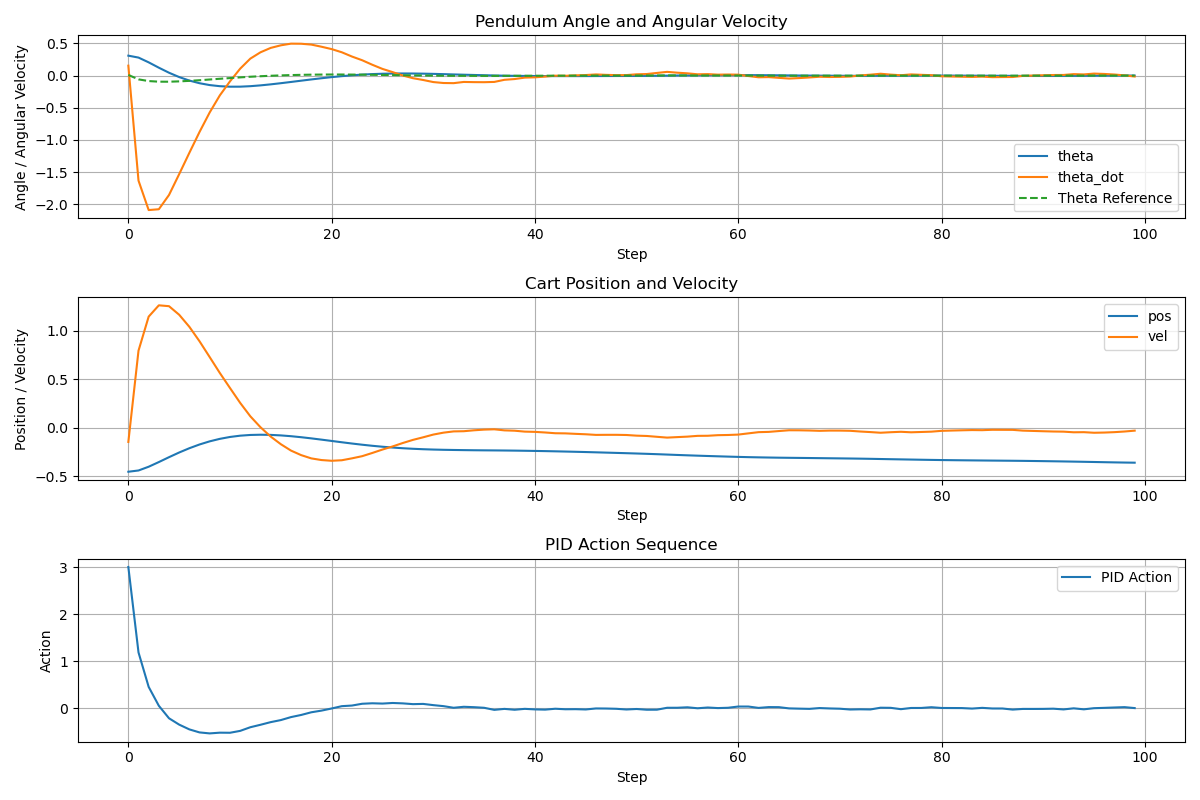 Pendulum Angle and Angular Velocity
Angle / Angular Velocity
0.5
0.0
−0.5
−1.0
−1.5
−2.0
theta
theta_dot
Theta Reference
0 20 40 60 80 100
Step
Cart Position and Velocity
Position / Velocity
1.0
0.5
0.0
−0.5
pos
vel
0 20 40 60 80 100
Step
PID Action Sequence
Action
3
2
1
0
PID Action
0 20 40 60 80 100
Step